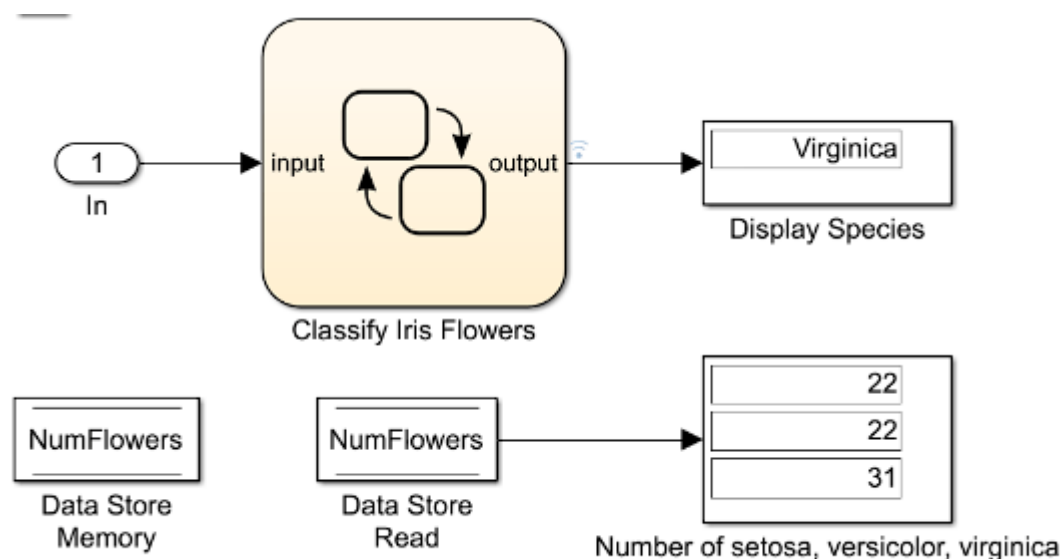 1
In
input
output
Classify Iris Flowers
Virginica
Display Species
NumFlowers
Data Store
Memory
NumFlowers
Data Store
Read
22
22
31
Number of setosa, versicolor, virginica